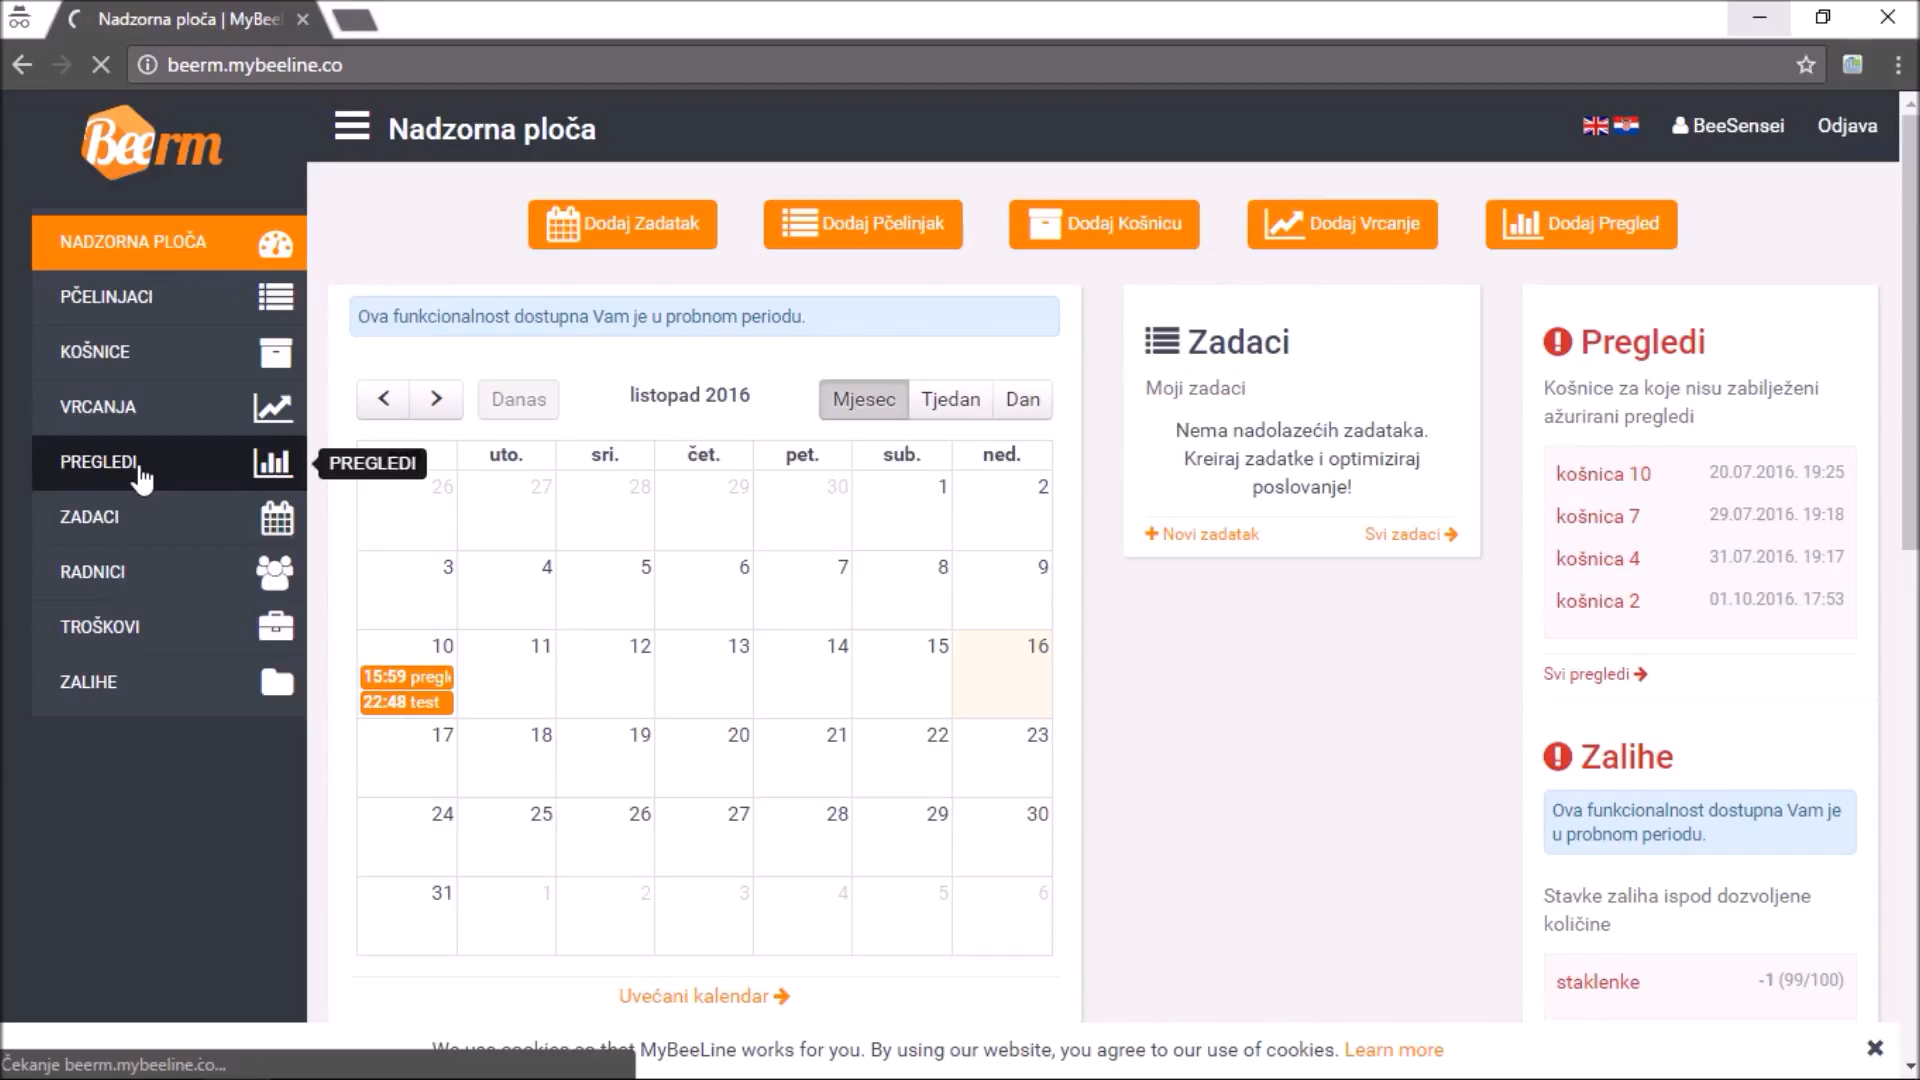 Nadzorna ploča | MyBeel
beerm.mybeeline.co
Beerm
Nadzorna ploča
BeeSensei
Odjava
NADZORNA PLOČA
PČELINJACI
KOŠNICE
VRCANJA
PREGLEDI
PREGLEDI
ZADACI
RADNICI
TROŠKOVI
ZALIHE
Dodaj Zadatak
Dodaj Pčelinjak
Dodaj Košnicu
Dodaj Vrcanje
Dodaj Pregled
Ova funkcionalnost dostupna Vam je u probnom periodu.
Danas
listopad 2016
Mjesec Tjedan Dan
uto. sri. čet. pet. sub. ned.
26 27 28 29 30 1 2
3 4 5 6 7 8 9
10 11 12 13 14 15 16
15:59 pregl
22:48 test
17 18 19 20 21 22 23
24 25 26 27 28 29 30
31 1 2 3 4 5 6
Uvećani kalendar
Zadaci
Moji zadaci
Nema nadolazećih zadataka.
Kreiraj zadatke i optimiziraj
poslovanje!
Novi zadatak
Svi zadaci
Pregledi
Košnice za koje nisu zabilježeni
ažurirani pregledi
košnica 10 20.07.2016. 19:25
košnica 7 29.07.2016. 19:18
košnica 4 31.07.2016. 19:17
košnica 2 01.10.2016. 17:53
Svi pregledi
Zalihe
Ova funkcionalnost dostupna Vam je
u probnom periodu.
Stavke zaliha ispod dozvoljene
količine
staklenke -1 (99/100)
We use cookies so that MyBeeLine works for you. By using our website, you agree to our use of cookies. Learn more
Čekanje beerm.mybeeline.co...